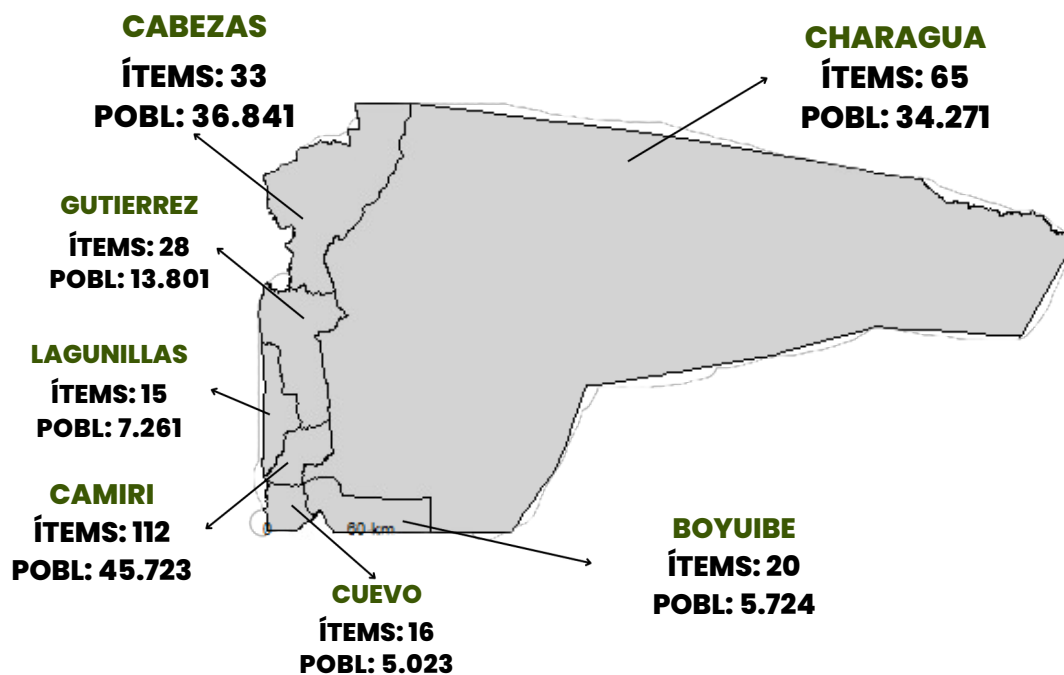 CABEZAS
ÍTEMS: 33
POBL: 36.841
CHARAGUA
ÍTEMS: 65
POBL: 34.271
GUTIERREZ
ÍTEMS: 28
POBL: 13.801
LAGUNILLAS
ÍTEMS: 15
POBL: 7.261
CAMIRI
ÍTEMS: 112
POBL: 45.723
0 60 km
BOYUIBE
ÍTEMS: 20
POBL: 5.724
CUEVO
ÍTEMS: 16
POBL: 5.023